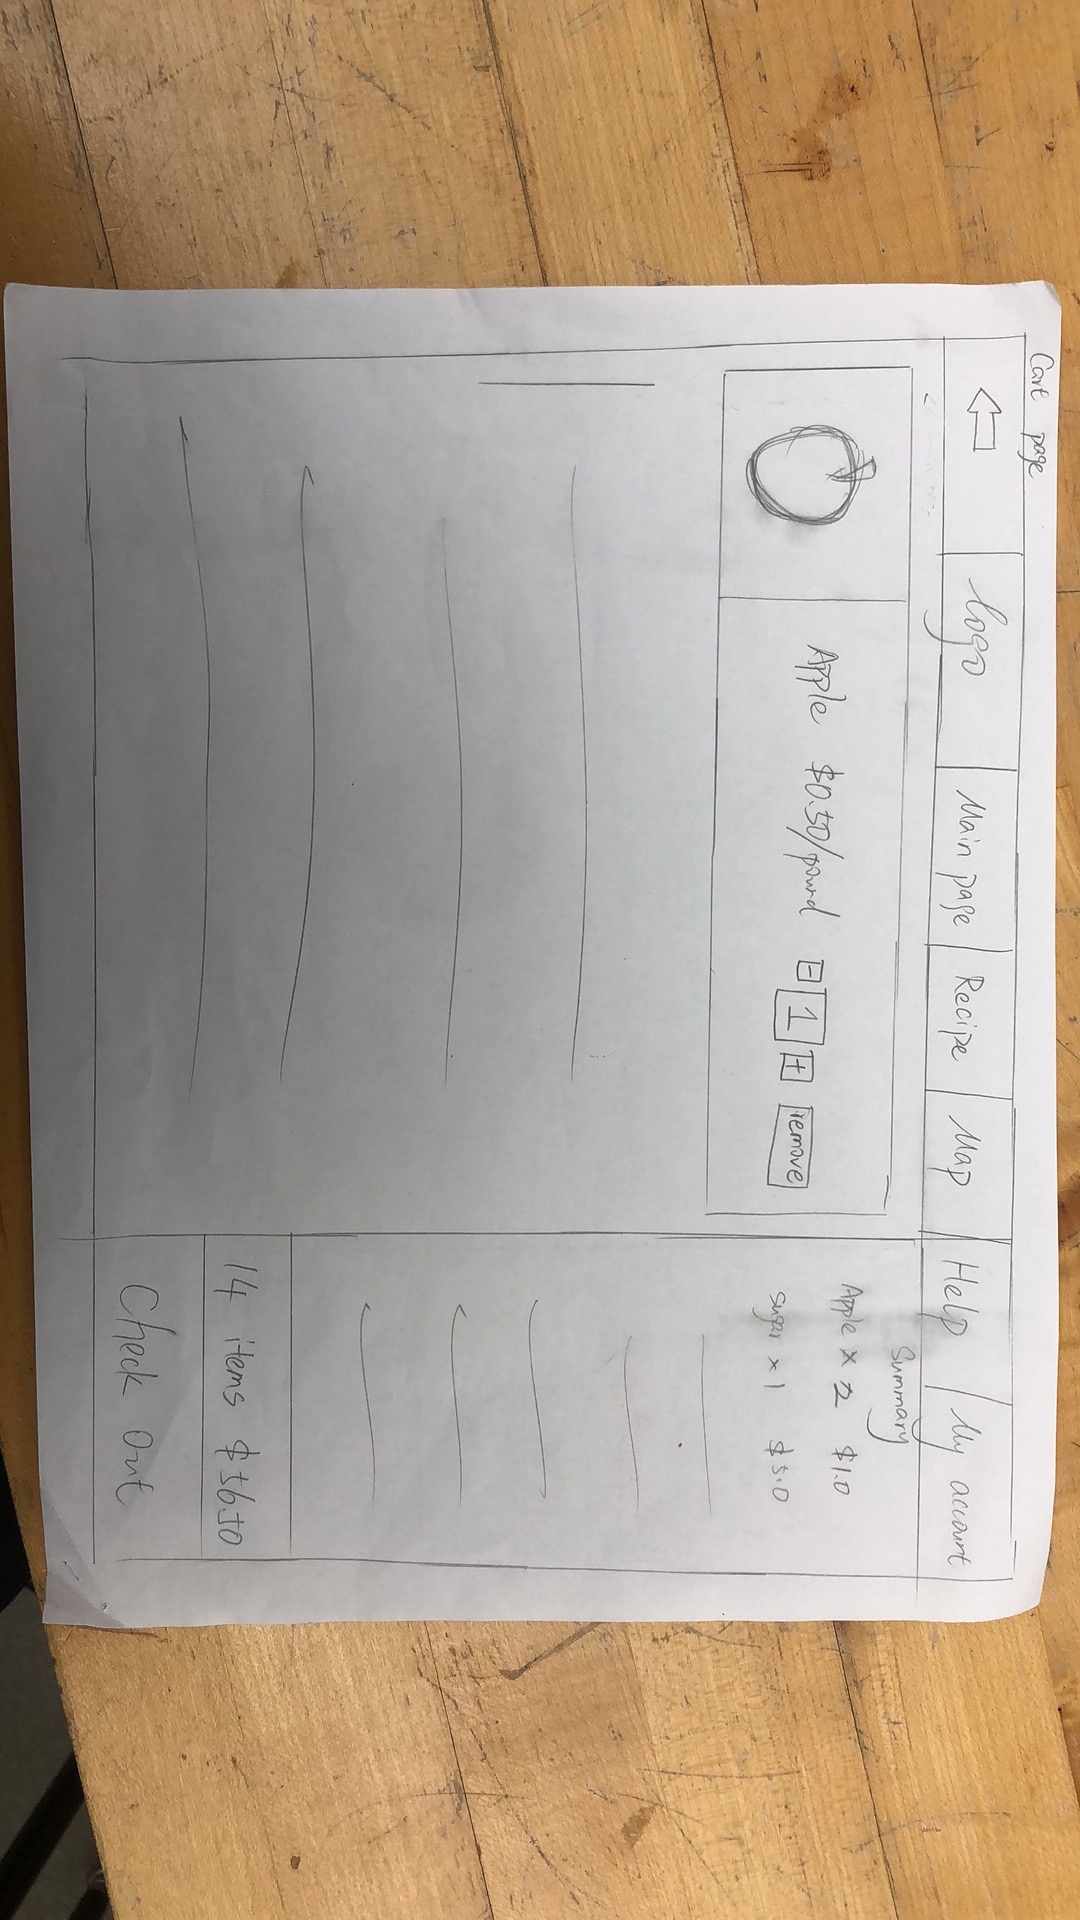 Cart page
logo
Main page
Recipe
Map
Help
My account
Apple $0.50/pound - 1 + remove
Summary
Apple x 2 $1.0
sugar x 1 $5.0
14 items $56.50
Check Out